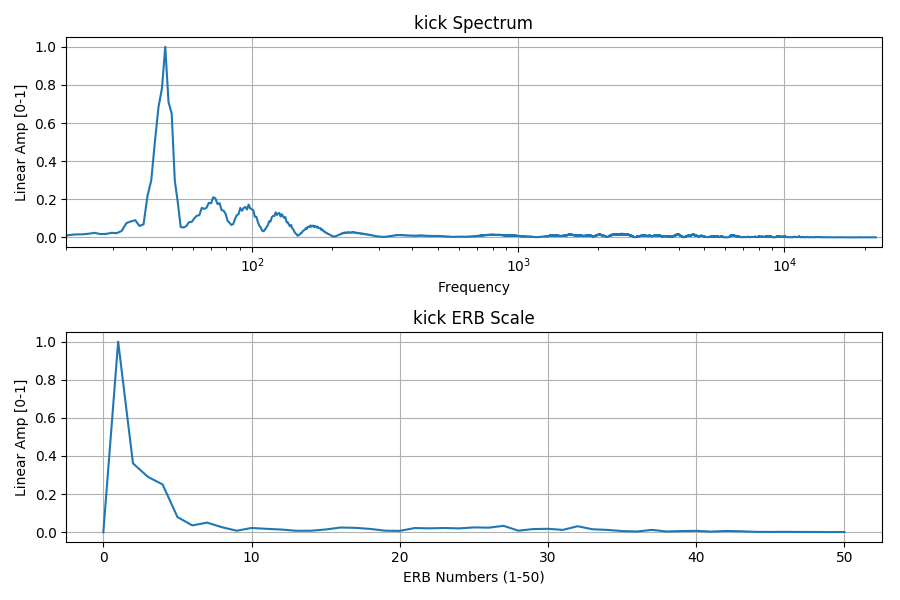 kick Spectrum
1.0
0.8
0.6
0.4
0.2
0.0
Linear Amp [0-1]
10² 10³ 10⁴
Frequency
kick ERB Scale
1.0
0.8
0.6
0.4
0.2
0.0
Linear Amp [0-1]
0 10 20 30 40 50
ERB Numbers (1-50)